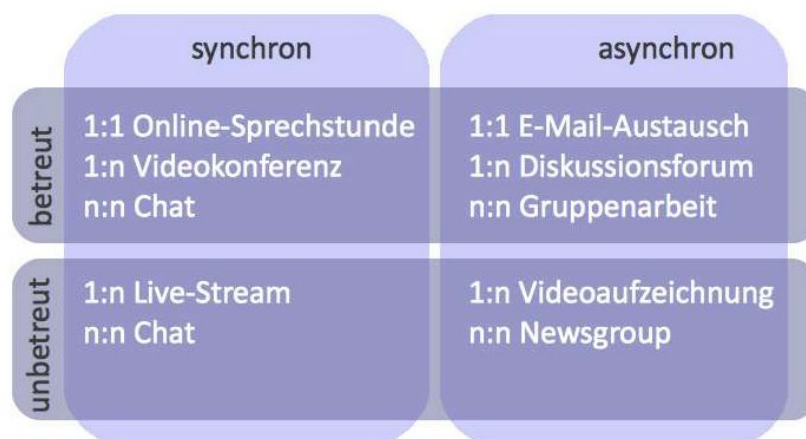 synchron
asynchron
betreut
1:1 Online-Sprechstunde
1:n Videokonferenz
n:n Chat
1:1 E-Mail-Austausch
1:n Diskussionsforum
n:n Gruppenarbeit
unbetreut
1:n Live-Stream
n:n Chat
1:n Videoaufzeichnung
n:n Newsgroup